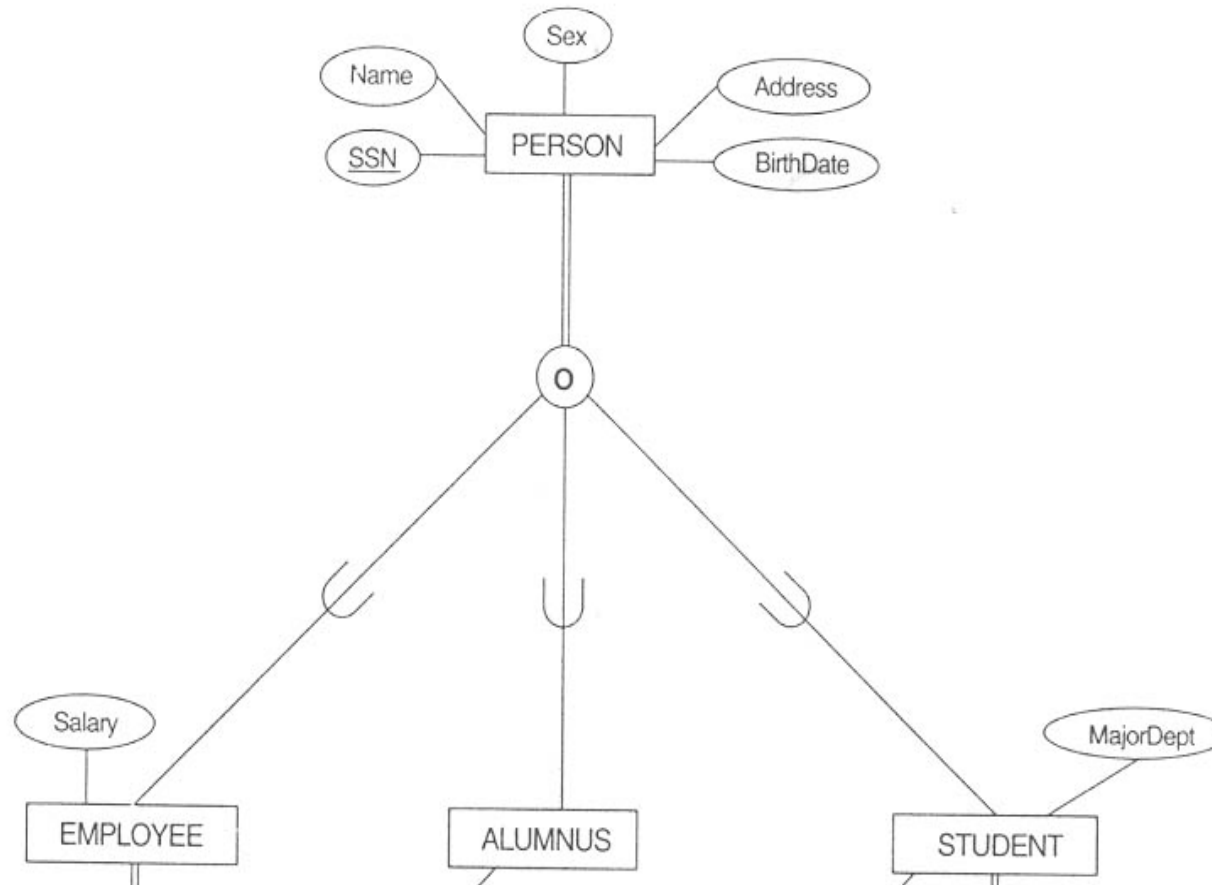 Sex
Name
Address
PERSON
SSN
BirthDate
O
Salary
MajorDept
EMPLOYEE
ALUMNUS
STUDENT